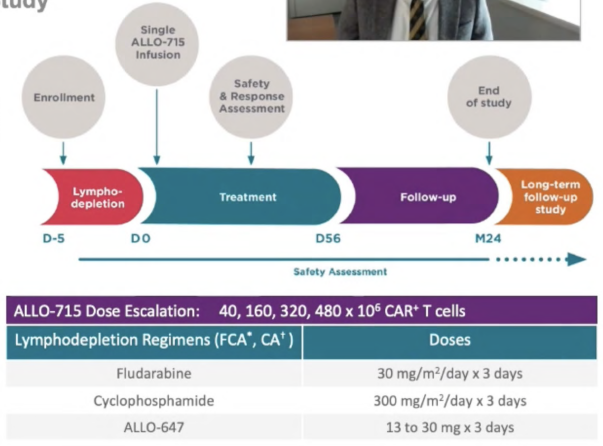 Study
Single
ALLO-715
Infusion
Enrollment
Safety
& Response
Assessment
End
of study
Lympho-
depletion
Treatment
Follow-up
Long-term
follow-up
study
D-5
D0
D56
M24
Safety Assessment
ALLO-715 Dose Escalation: 40, 160, 320, 480 x 10⁶ CAR⁺ T cells
Lymphodepletion Regimens (FCA*, CA†) Doses
Fludarabine 30 mg/m²/day x 3 days
Cyclophosphamide 300 mg/m²/day x 3 days
ALLO-647 13 to 30 mg x 3 days